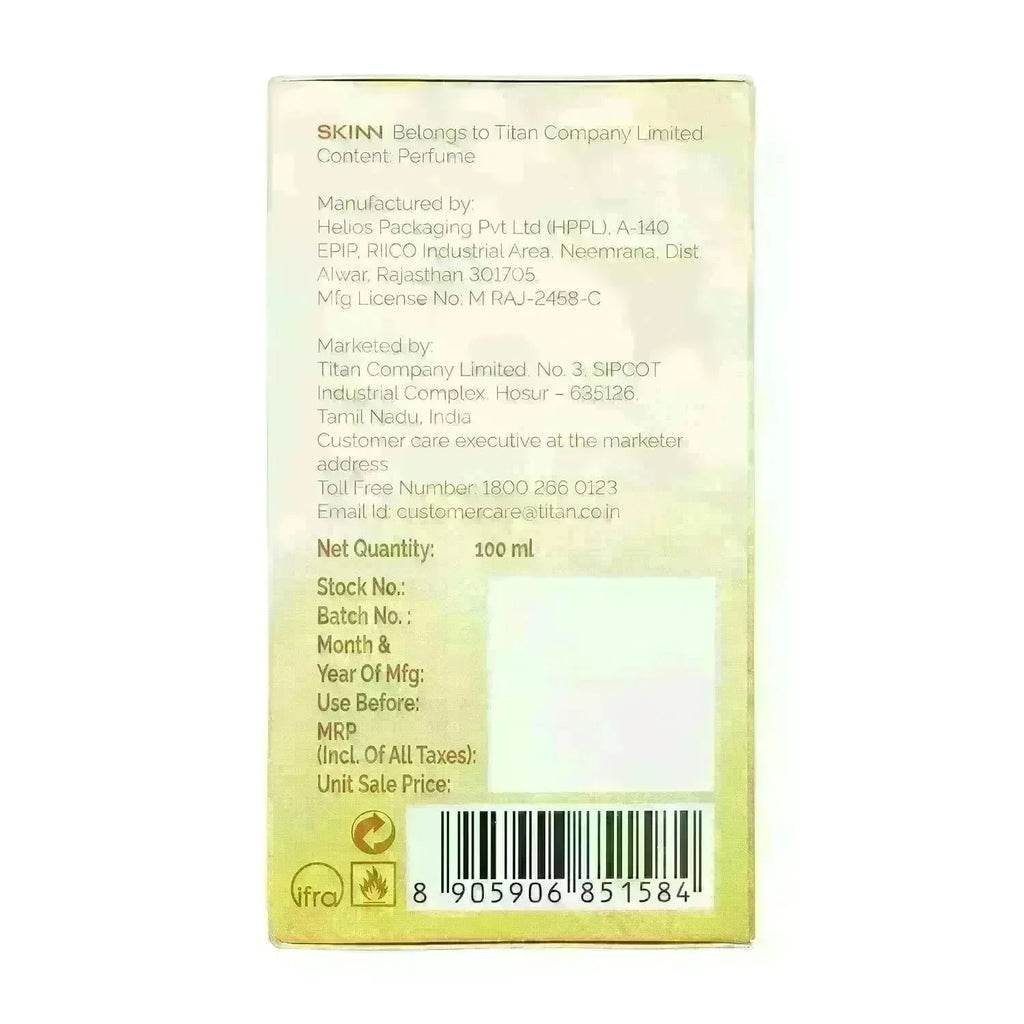 SKINN Belongs to Titan Company Limited
Content: Perfume
Manufactured by:
Helios Packaging Pvt Ltd (HPPL), A-140
EPIP, RIICO Industrial Area, Neemrana, Dist.
Alwar, Rajasthan 301705.
Mfg License No. M RAJ-2458-C
Marketed by:
Titan Company Limited, No. 3, SIPCOT
Industrial Complex, Hosur – 635126,
Tamil Nadu, India
Customer care executive at the marketer
address
Toll Free Number: 1800 266 0123
Email Id: customercare@titan.co.in
Net Quantity: 100 ml
Stock No.:
Batch No. :
Month &
Year Of Mfg:
Use Before:
MRP
(Incl. Of All Taxes):
Unit Sale Price:
ifra
8 905906 851584